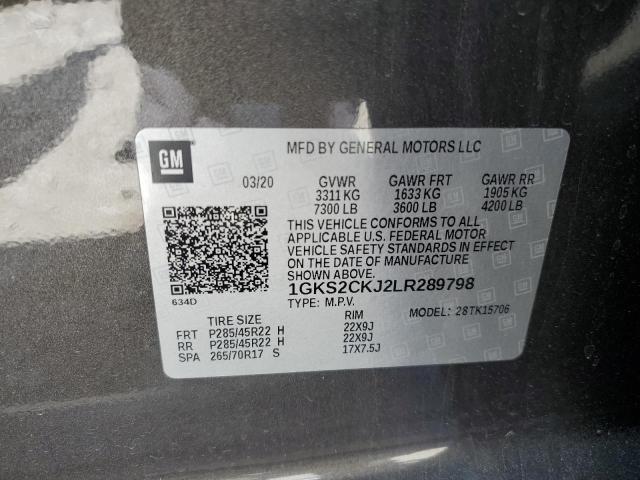 GM
MFD BY GENERAL MOTORS LLC
03/20 GVWR GAWR FRT GAWR RR
3311 KG 1633 KG 1905 KG
7300 LB 3600 LB 4200 LB
THIS VEHICLE CONFORMS TO ALL
APPLICABLE U.S. FEDERAL MOTOR
VEHICLE SAFETY STANDARDS IN EFFECT
ON THE DATE OF MANUFACTURE
SHOWN ABOVE.
1GKS2CKJ2LR289798
634D
TYPE: M.P.V. MODEL: 28TK15706
TIRE SIZE RIM
FRT P285/45R22 H 22X9J
RR P285/45R22 H 22X9J
SPA 265/70R17 S 17X7.5J